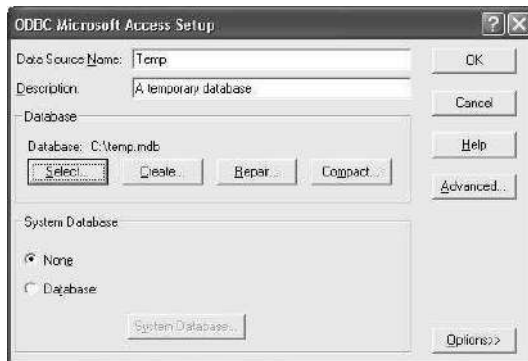 ODBC Microsoft Access Setup
Data Source Name: Temp
OK
Description: A temporary database
Cancel
Database
Database: C:\temp.mdb
Help
Select... Create... Repair... Compact...
Advanced...
System Database
None
Database:
System Database...
Options>>